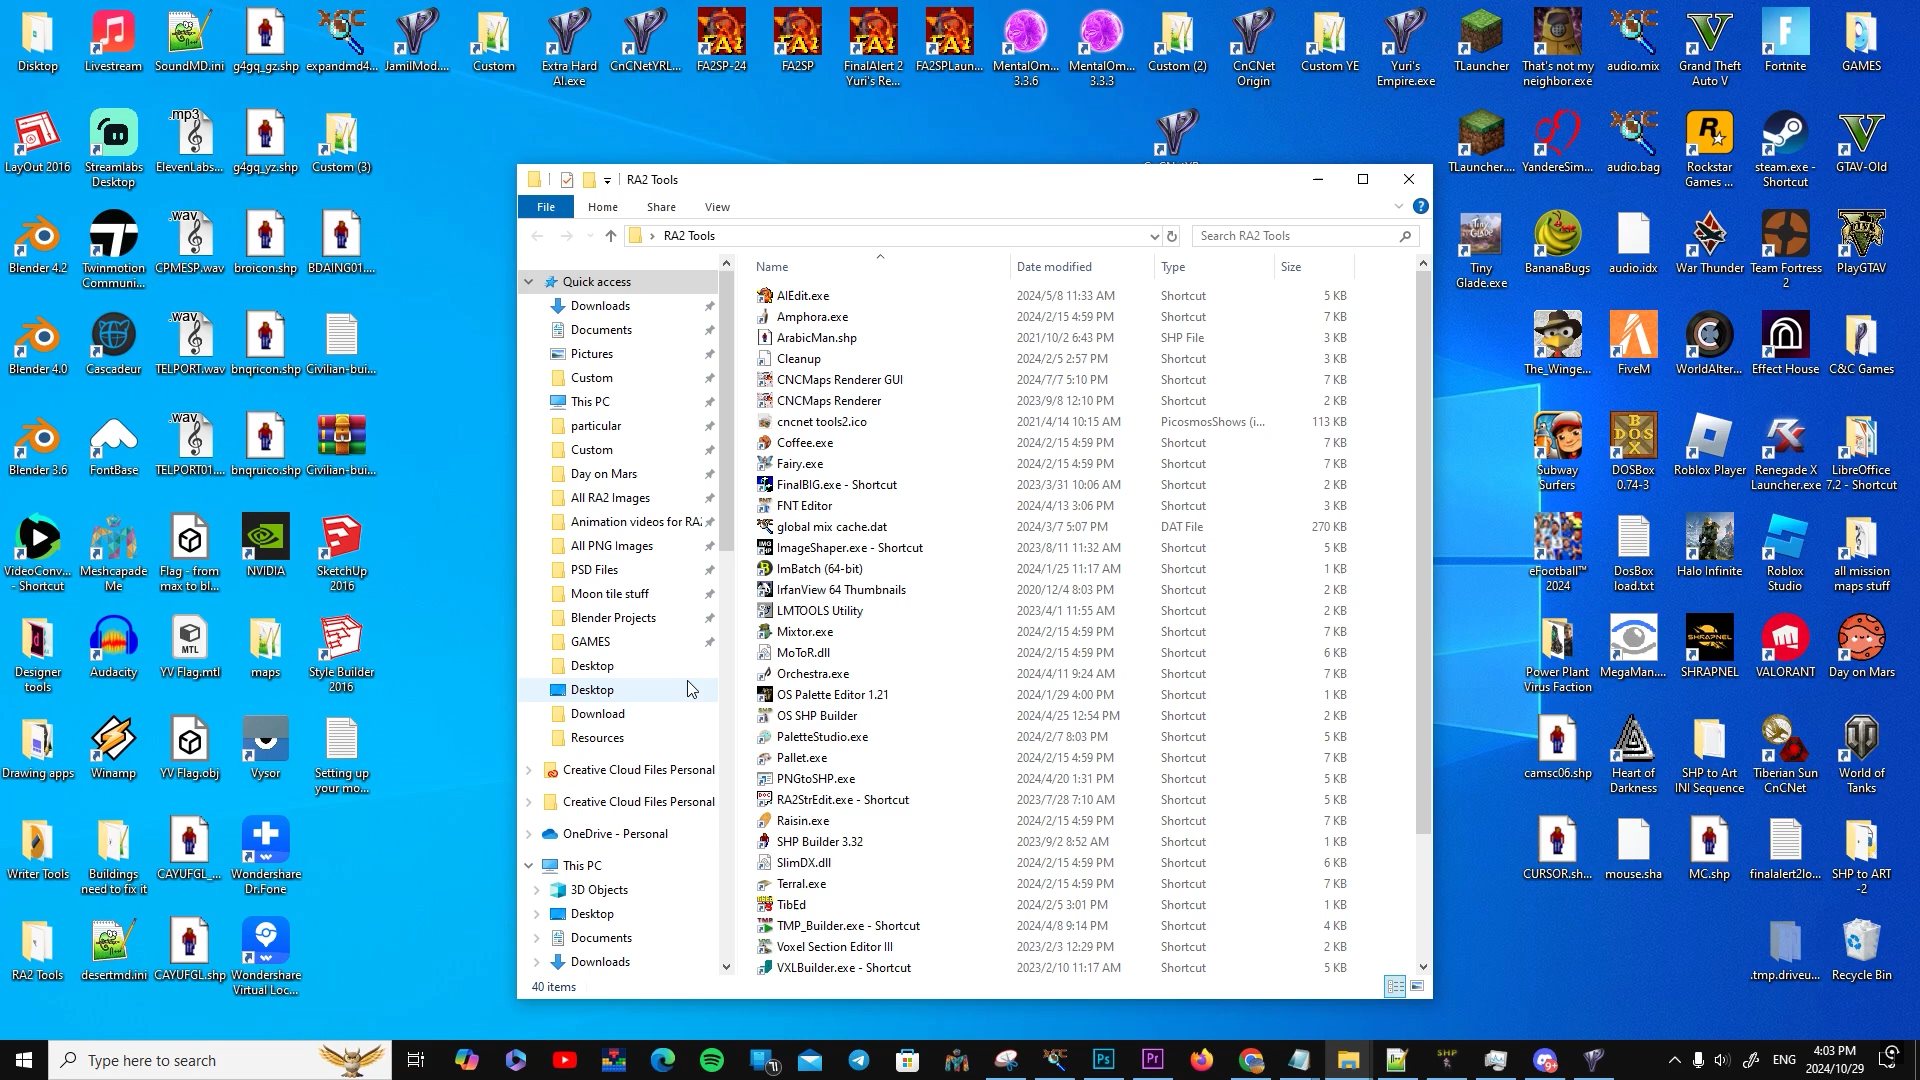 Disktop
Livestream
SoundMD.ini
g4gq_gz.shp
expandmd4...
JamilMod....
Custom
Extra Hard
AI.exe
CnCNetYRL...
FA2SP-24
FA2SP
FinalAlert 2
Yuri's Re...
FA2SPLaun...
MentalOm...
3.3.6
MentalOm...
3.3.3
Custom (2)
CnCNet
Origin
Custom YE
Yuri's
Empire.exe
TLauncher
That's not my
neighbor.exe
audio.mix
Grand Theft
Auto V
Fortnite
GAMES
LayOut 2016
Streamlabs
Desktop
ElevenLabs...
g4gq_yz.shp
Custom (3)
TLauncher....
YandereSim...
audio.bag
Rockstar
Games ...
steam.exe -
Shortcut
GTAV-Old
Blender 4.2
Twinmotion
Communi...
CPMESP.wav
broicon.shp
BDAING01....
Tiny
Glade.exe
BananaBugs
audio.idx
War Thunder
Team Fortress
2
PlayGTAV
Blender 4.0
Cascadeur
TELPORT.wav
bnqricon.shp
Civilian-bui...
The_Winge...
FiveM
WorldAlter...
Effect House
C&C Games
Blender 3.6
FontBase
TELPORT01....
bnqruico.shp
Civilian-bui...
Subway
Surfers
DOSBox
0.74-3
Roblox Player
Renegade X
Launcher.exe
LibreOffice
7.2 - Shortcut
VideoConv...
- Shortcut
Meshcapade
Me
Flag - from
max to bl...
NVIDIA
SketchUp
2016
eFootball™
2024
DosBox
load.txt
Halo Infinite
Roblox
Studio
all mission
maps stuff
Designer
tools
Audacity
YV Flag.mtl
maps
Style Builder
2016
Power Plant
Virus Faction
MegaMan....
SHRAPNEL
VALORANT
Day on Mars
Drawing apps
Winamp
YV Flag.obj
Vysor
Setting up
your mo...
camsc06.shp
Heart of
Darkness
SHP to Art
INI Sequence
Tiberian Sun
CnCNet
World of
Tanks
Writer Tools
Buildings
need to fix it
CAYUFGL_...
Wondershare
Dr.Fone
CURSOR.sh...
mouse.sha
MC.shp
finalalert2lo...
SHP to ART
-2
RA2 Tools
desertmd.ini
CAYUFGL.shp
Wondershare
Virtual Loc...
.tmp.driveu...
Recycle Bin
RA2 Tools
File Home Share View
RA2 Tools
Search RA2 Tools
Quick access
Downloads
Documents
Pictures
Custom
This PC
particular
Custom
Day on Mars
All RA2 Images
Animation videos for RA
All PNG Images
PSD Files
Moon tile stuff
Blender Projects
GAMES
Desktop
Desktop
Download
Resources
Creative Cloud Files Personal
Creative Cloud Files Personal
OneDrive - Personal
This PC
3D Objects
Desktop
Documents
Downloads
Name Date modified Type Size
AIEdit.exe 2024/5/8 11:33 AM Shortcut 5 KB
Amphora.exe 2024/2/15 4:59 PM Shortcut 7 KB
ArabicMan.shp 2021/10/2 6:43 PM SHP File 3 KB
Cleanup 2024/2/5 2:57 PM Shortcut 3 KB
CNCMaps Renderer GUI 2024/7/7 5:10 PM Shortcut 7 KB
CNCMaps Renderer 2023/9/8 12:10 PM Shortcut 2 KB
cncnet tools2.ico 2021/4/14 10:15 AM PicosmosShows (i... 113 KB
Coffee.exe 2024/2/15 4:59 PM Shortcut 7 KB
Fairy.exe 2024/2/15 4:59 PM Shortcut 7 KB
FinalBIG.exe - Shortcut 2023/3/31 10:06 AM Shortcut 2 KB
FNT Editor 2024/4/13 3:06 PM Shortcut 3 KB
global mix cache.dat 2024/3/7 5:07 PM DAT File 270 KB
ImageShaper.exe - Shortcut 2023/8/11 11:32 AM Shortcut 5 KB
ImBatch (64-bit) 2024/1/25 11:17 AM Shortcut 1 KB
IrfanView 64 Thumbnails 2020/12/4 8:03 PM Shortcut 2 KB
LMTOOLS Utility 2023/4/1 11:55 AM Shortcut 2 KB
Mixtor.exe 2024/2/15 4:59 PM Shortcut 7 KB
MoToR.dll 2024/2/15 4:59 PM Shortcut 6 KB
Orchestra.exe 2024/4/11 9:24 AM Shortcut 7 KB
OS Palette Editor 1.21 2024/1/29 4:00 PM Shortcut 1 KB
OS SHP Builder 2024/4/25 12:54 PM Shortcut 2 KB
PaletteStudio.exe 2024/2/7 8:03 PM Shortcut 5 KB
Pallet.exe 2024/2/15 4:59 PM Shortcut 7 KB
PNGtoSHP.exe 2024/4/20 1:31 PM Shortcut 5 KB
RA2StrEdit.exe - Shortcut 2023/7/28 7:10 AM Shortcut 5 KB
Raisin.exe 2024/2/15 4:59 PM Shortcut 7 KB
SHP Builder 3.32 2023/9/2 8:52 AM Shortcut 1 KB
SlimDX.dll 2024/2/15 4:59 PM Shortcut 6 KB
Terral.exe 2024/2/15 4:59 PM Shortcut 7 KB
TibEd 2024/2/5 3:01 PM Shortcut 1 KB
TMP_Builder.exe - Shortcut 2024/4/8 9:14 PM Shortcut 4 KB
Voxel Section Editor III 2023/2/3 12:29 PM Shortcut 2 KB
VXLBuilder.exe - Shortcut 2023/2/10 11:17 AM Shortcut 5 KB
40 items
Type here to search
ENG
4:03 PM
2024/10/29